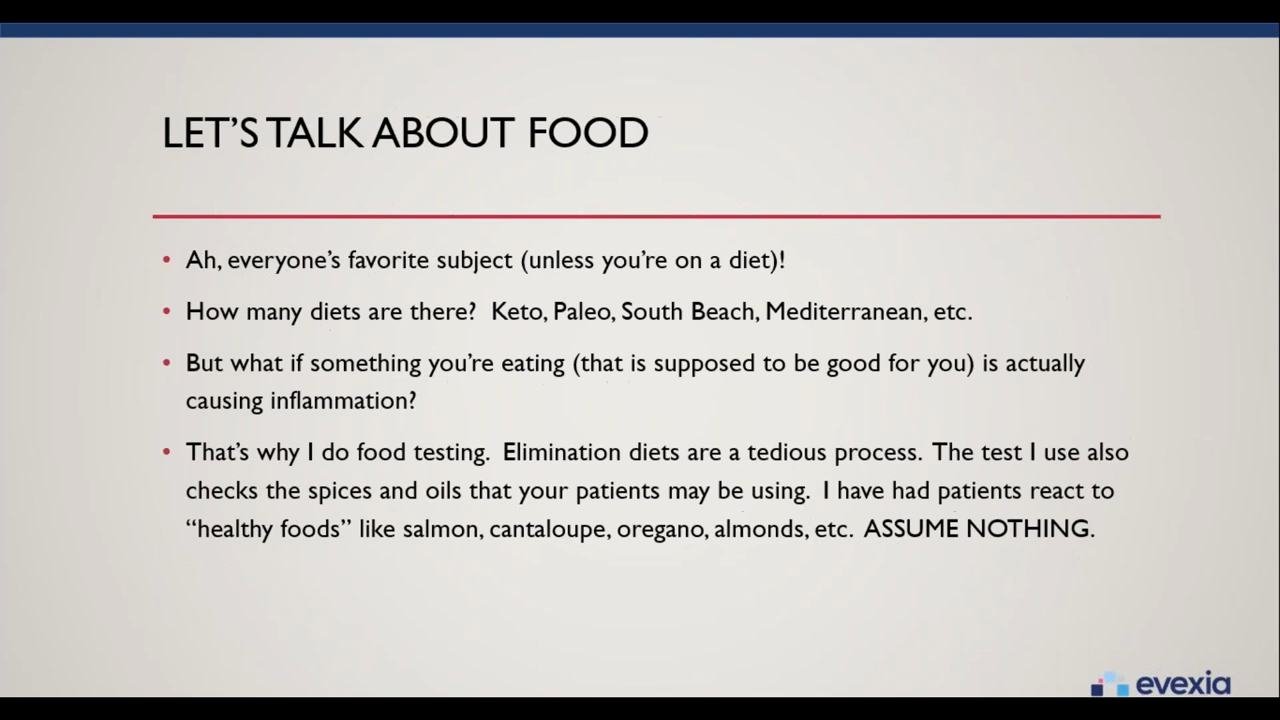 LET’S TALK ABOUT FOOD
• Ah, everyone’s favorite subject (unless you’re on a diet)!
• How many diets are there?  Keto, Paleo, South Beach, Mediterranean, etc.
• But what if something you’re eating (that is supposed to be good for you) is actually
causing inflammation?
• That’s why I do food testing.  Elimination diets are a tedious process. The test I use also
checks the spices and oils that your patients may be using.  I have had patients react to
“healthy foods” like salmon, cantaloupe, oregano, almonds, etc.  ASSUME NOTHING.
evexia